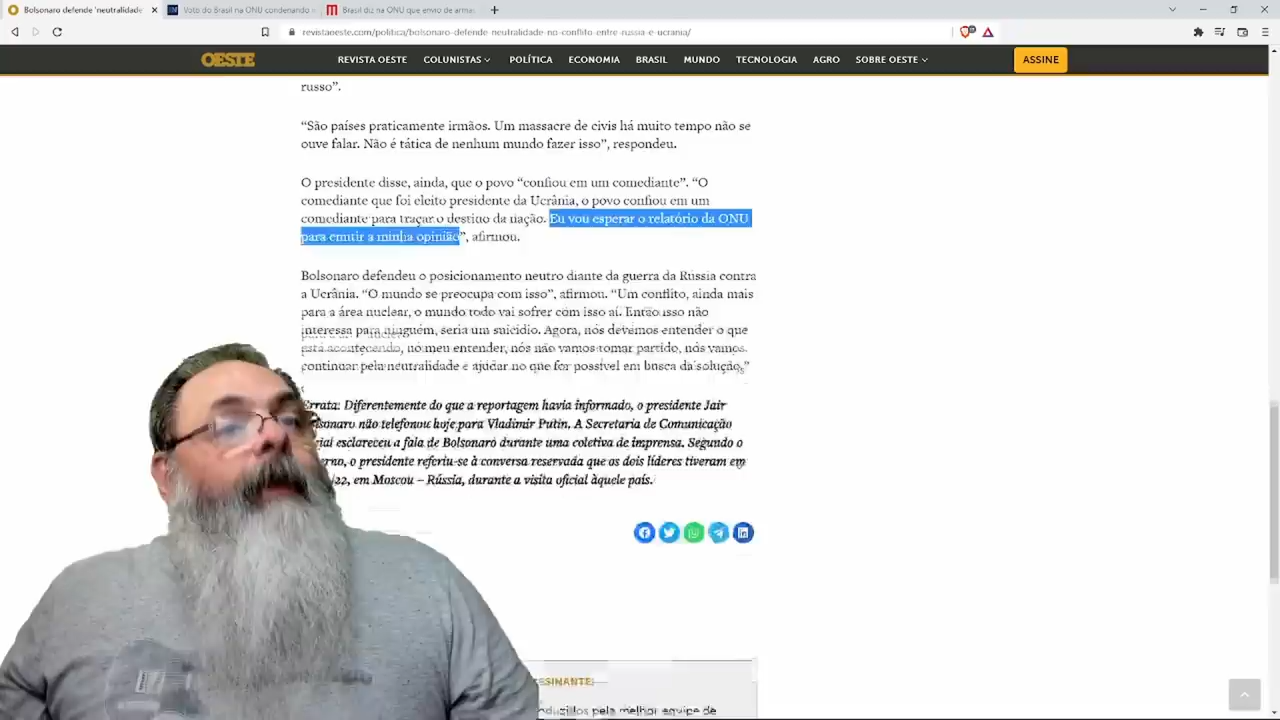 Bolsonaro defende 'neutralidade
Voto do Brasil na ONU condenando
Brasil diz na ONU que envio de arma
revistaoeste.com/politica/bolsonaro-defende-neutralidade-no-conflito-entre-russia-e-ucrania/
OESTE
REVISTA OESTE COLUNISTAS POLÍTICA ECONOMIA BRASIL MUNDO TECNOLOGIA AGRO SOBRE OESTE ASSINE
russo”.
“São países praticamente irmãos. Um massacre de civis há muito tempo não se
ouve falar. Não é tática de nenhum mundo fazer isso”, respondeu.
O presidente disse, ainda, que o povo “confiou em um comediante”. “O
comediante que foi eleito presidente da Ucrânia, o povo confiou em um
comediante para traçar o destino da nação. Eu vou esperar o relatório da ONU
para emitir a minha opinião”, afirmou.
Bolsonaro defendeu o posicionamento neutro diante da guerra da Rússia contra
a Ucrânia. “O mundo se preocupa com isso”, afirmou. “Um conflito, ainda mais
para a área nuclear, o mundo todo vai sofrer com isso aí. Então isso não
interessa para ninguém, seria um suicídio. Agora, nós devemos entender o que
está acontecendo, no meu entender, nós não vamos tomar partido, nós vamos
continuar pela neutralidade e ajudar no que for possível em busca da solução.”
Errata: Diferentemente do que a reportagem havia informado, o presidente Jair
não telefonou hoje para Vladimir Putin. A Secretaria de Comunicação
esclareceu a fala de Bolsonaro durante uma coletiva de imprensa. Segundo o
o presidente referiu-se à conversa reservada que os dois líderes tiveram em
/22, em Moscou – Rússia, durante a visita oficial àquele país.
SINANTE:
pela melhor equipe de